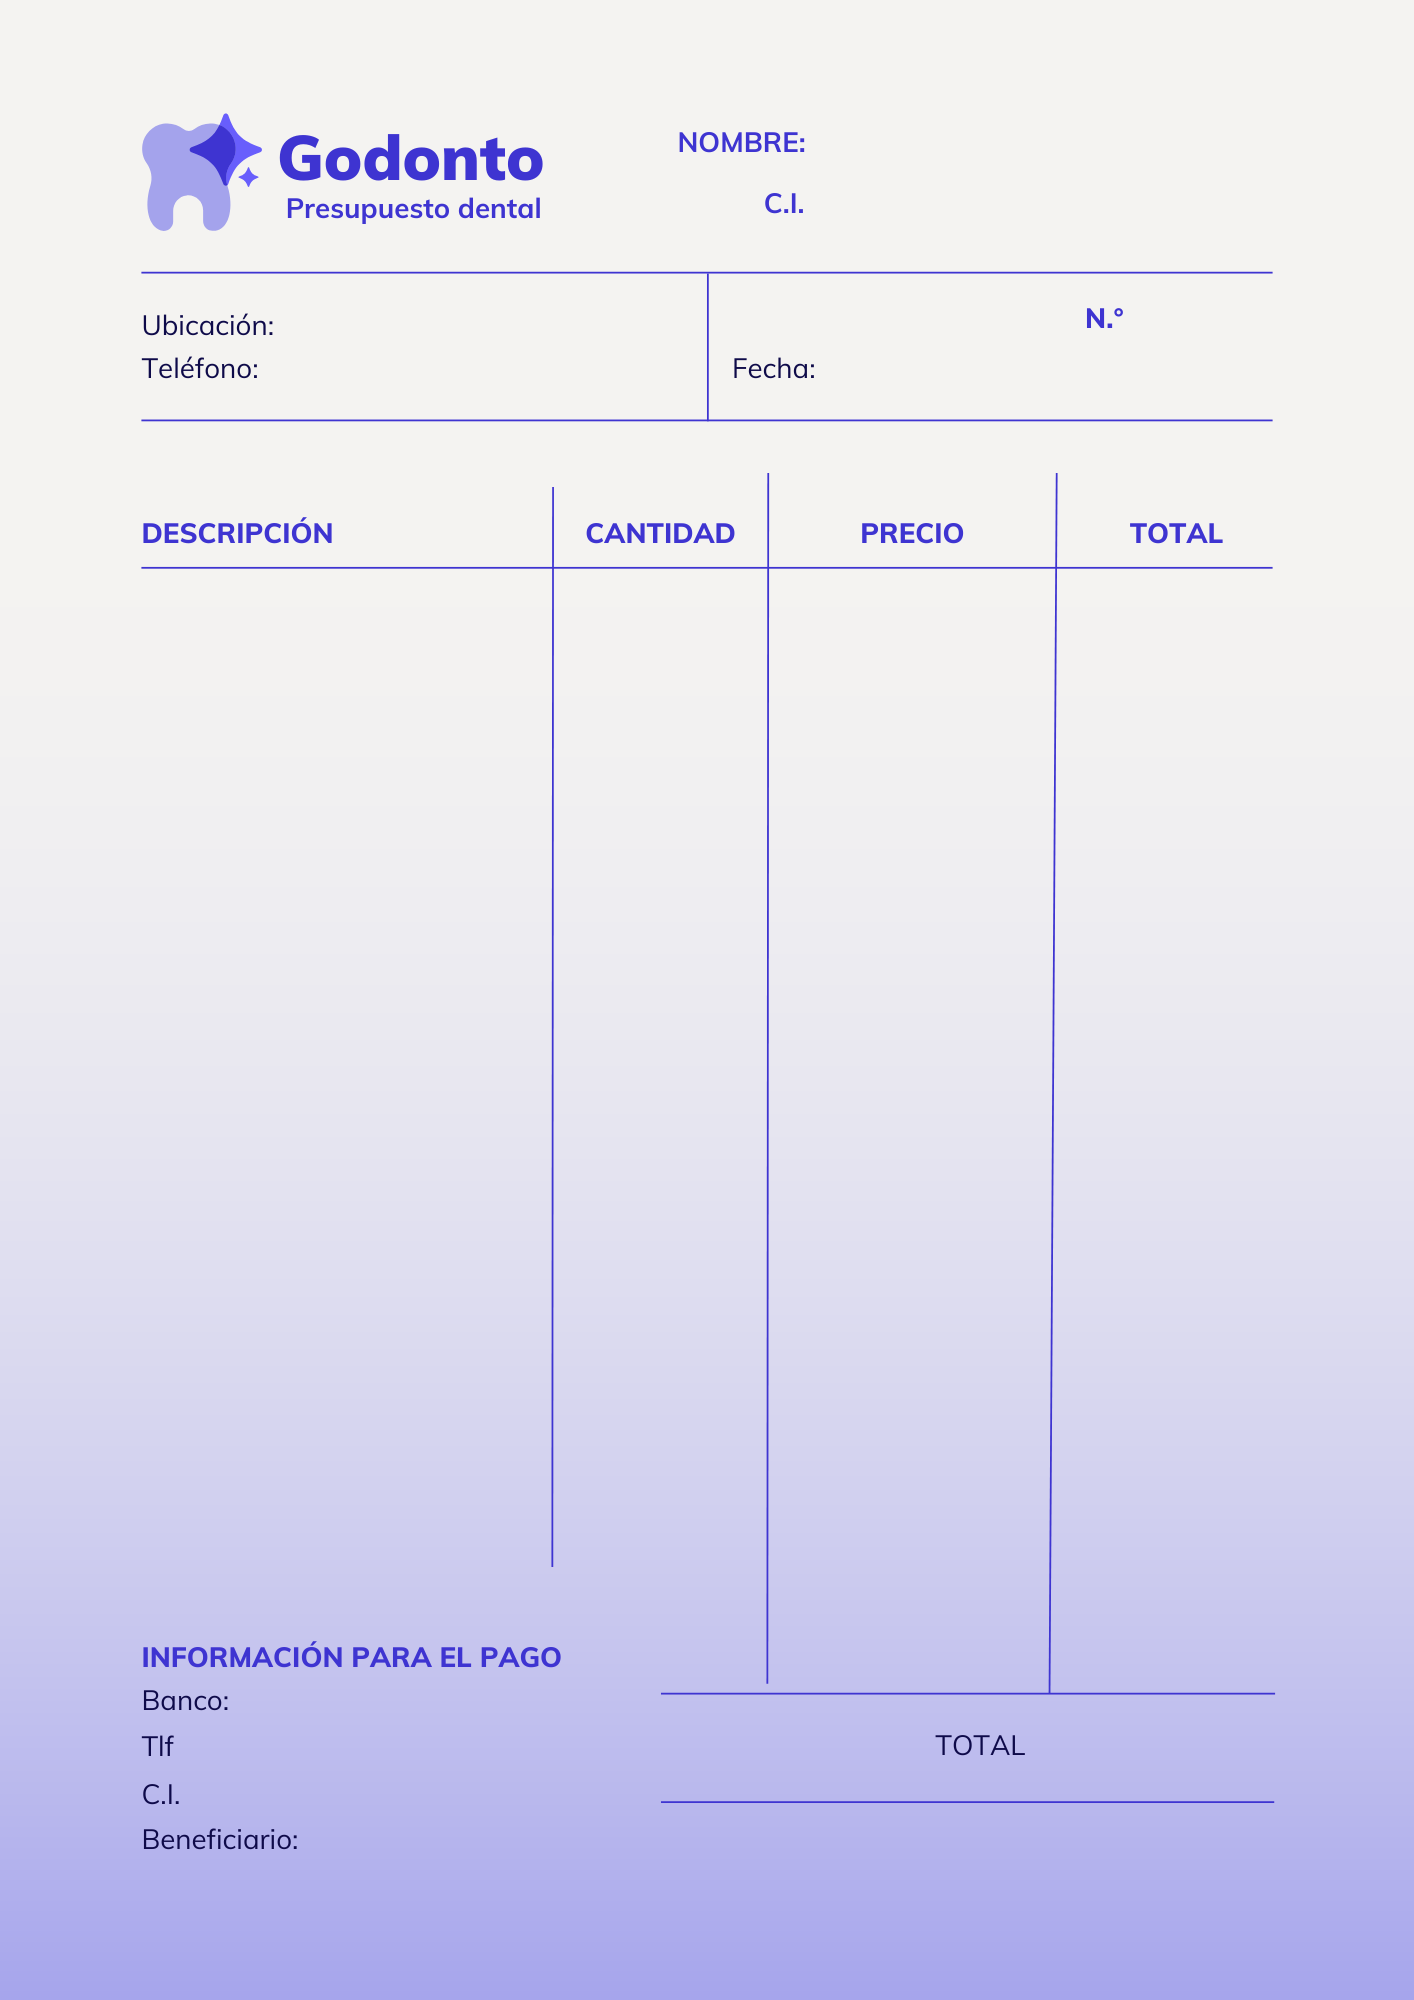 Godonto
Presupuesto dental
NOMBRE:
C.I.
Ubicación:
Teléfono:
N.°
Fecha:
DESCRIPCIÓN CANTIDAD PRECIO TOTAL
INFORMACIÓN PARA EL PAGO
Banco:
Tlf
C.I.
Beneficiario:
TOTAL